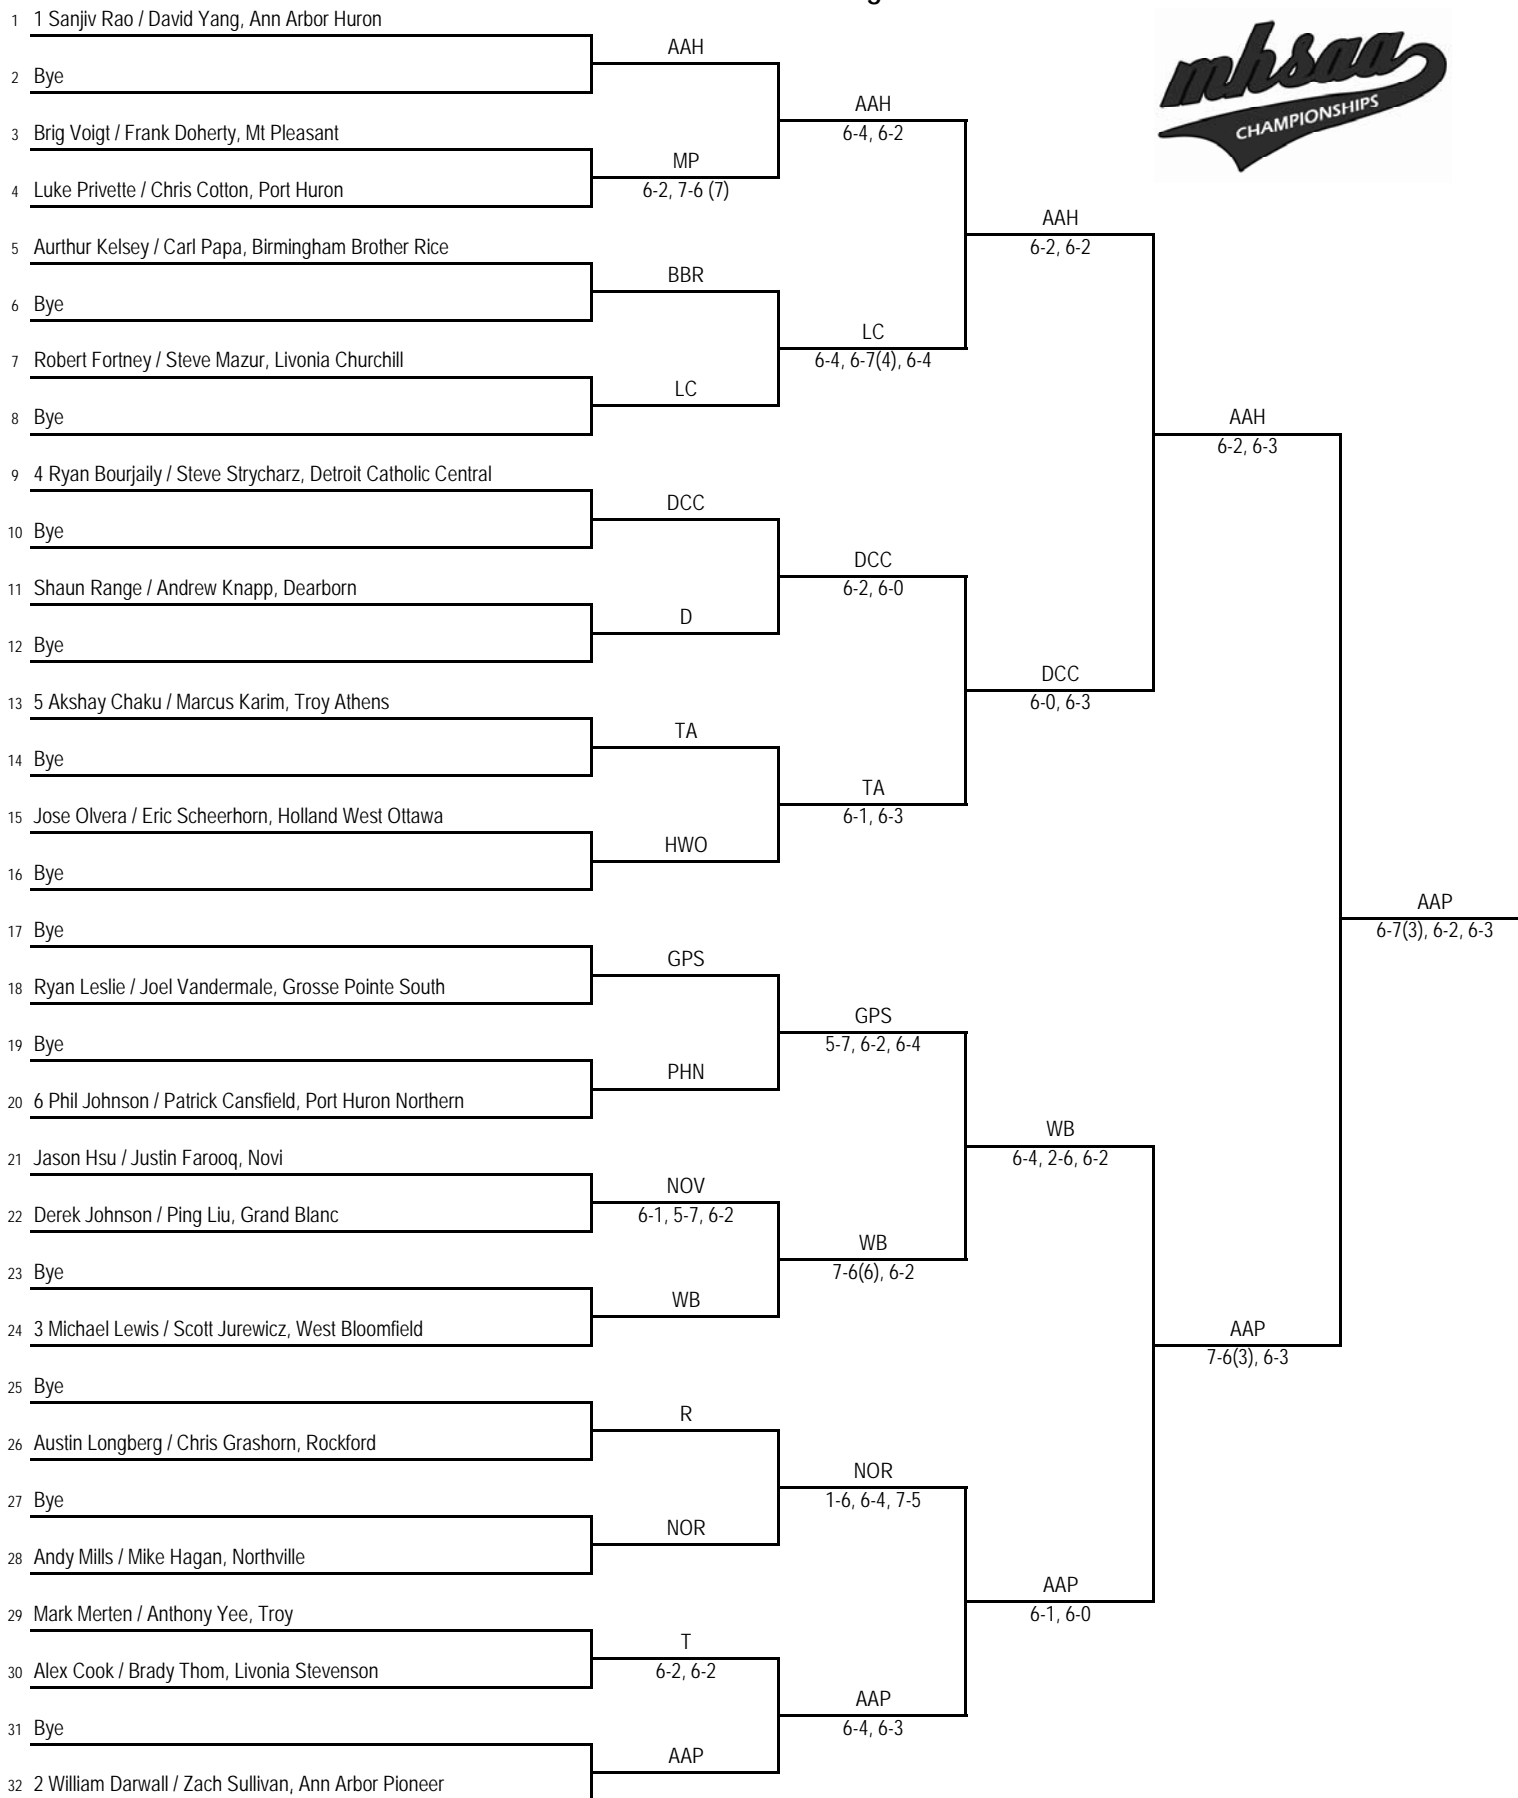 1 1 Sanjiv Rao / David Yang, Ann Arbor Huron
AAH
2 Bye
AAH
6-4, 6-2
3 Brig Voigt / Frank Doherty, Mt Pleasant
MP
6-2, 7-6 (7)
4 Luke Privette / Chris Cotton, Port Huron
AAH
6-2, 6-2
5 Aurthur Kelsey / Carl Papa, Birmingham Brother Rice
BBR
6 Bye
LC
6-4, 6-7(4), 6-4
7 Robert Fortney / Steve Mazur, Livonia Churchill
LC
8 Bye
AAH
6-2, 6-3
9 4 Ryan Bourjaily / Steve Strycharz, Detroit Catholic Central
DCC
10 Bye
DCC
6-2, 6-0
11 Shaun Range / Andrew Knapp, Dearborn
D
12 Bye
DCC
6-0, 6-3
13 5 Akshay Chaku / Marcus Karim, Troy Athens
TA
14 Bye
TA
6-1, 6-3
15 Jose Olvera / Eric Scheerhorn, Holland West Ottawa
HWO
16 Bye
AAP
6-7(3), 6-2, 6-3
17 Bye
GPS
18 Ryan Leslie / Joel Vandermale, Grosse Pointe South
GPS
5-7, 6-2, 6-4
19 Bye
PHN
20 6 Phil Johnson / Patrick Cansfield, Port Huron Northern
WB
6-4, 2-6, 6-2
21 Jason Hsu / Justin Farooq, Novi
NOV
6-1, 5-7, 6-2
22 Derek Johnson / Ping Liu, Grand Blanc
WB
7-6(6), 6-2
23 Bye
WB
24 3 Michael Lewis / Scott Jurewicz, West Bloomfield
AAP
7-6(3), 6-3
25 Bye
R
26 Austin Longberg / Chris Grashorn, Rockford
NOR
1-6, 6-4, 7-5
27 Bye
NOR
28 Andy Mills / Mike Hagan, Northville
AAP
6-1, 6-0
29 Mark Merten / Anthony Yee, Troy
T
6-2, 6-2
30 Alex Cook / Brady Thom, Livonia Stevenson
AAP
6-4, 6-3
31 Bye
AAP
32 2 William Darwall / Zach Sullivan, Ann Arbor Pioneer
mhsaa
CHAMPIONSHIPS